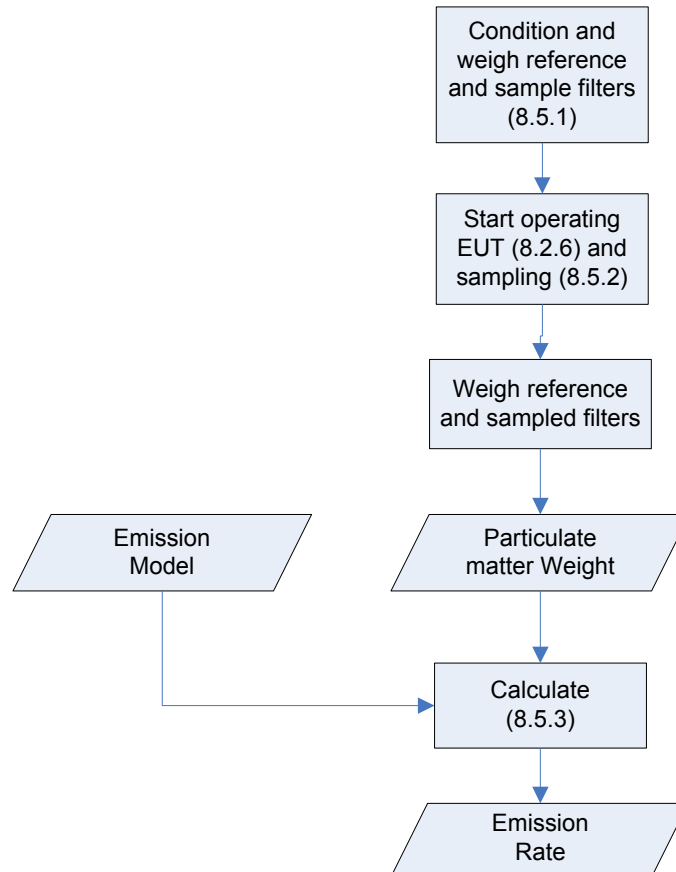 Condition and
weigh reference
and sample filters
(8.5.1)
Start operating
EUT (8.2.6) and
sampling (8.5.2)
Weigh reference
and sampled filters
Emission
Model
Particulate
matter Weight
Calculate
(8.5.3)
Emission
Rate